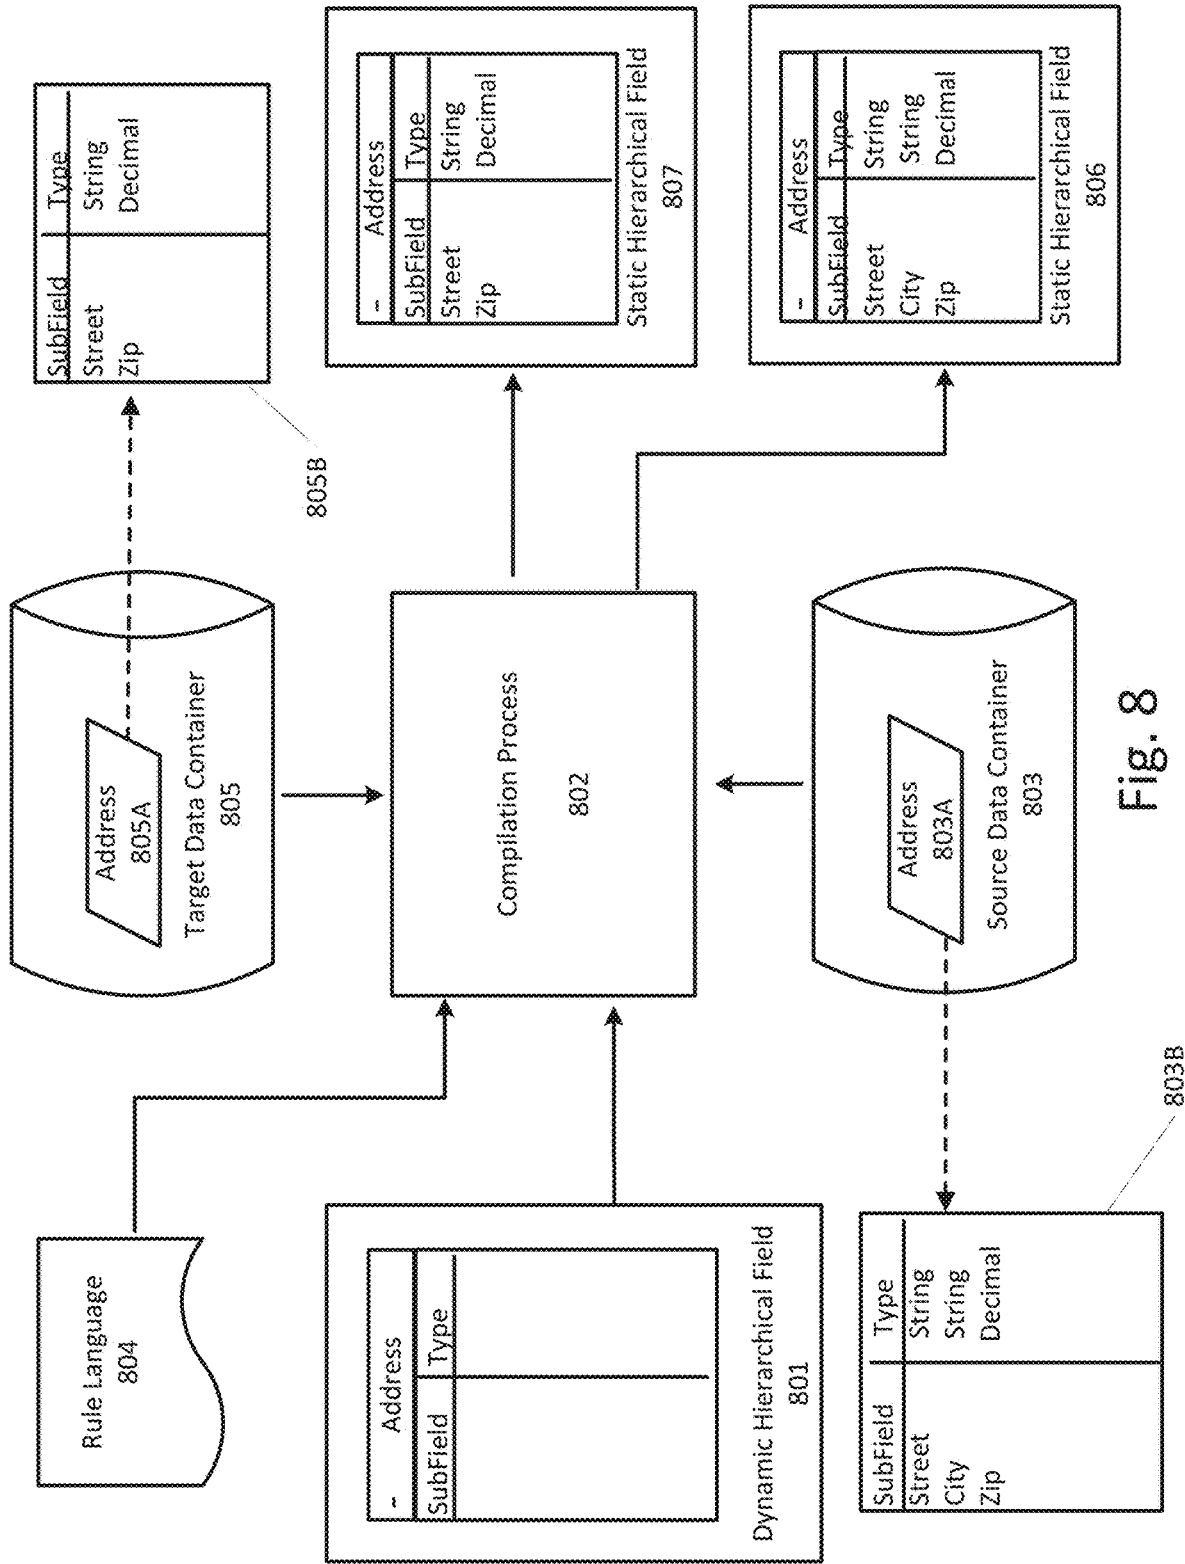 Rule Language
804
Address
805A
Target Data Container
805
SubField Type
Street String
Zip Decimal
805B
- Address
SubField Type
Dynamic Hierarchical Field
801
Compilation Process
802
- Address
SubField Type
Street String
Zip Decimal
Static Hierarchical Field
807
SubField Type
Street String
City String
Zip Decimal
803B
Address
803A
Source Data Container
803
- Address
SubField Type
Street String
City String
Zip Decimal
Static Hierarchical Field
806
Fig. 8